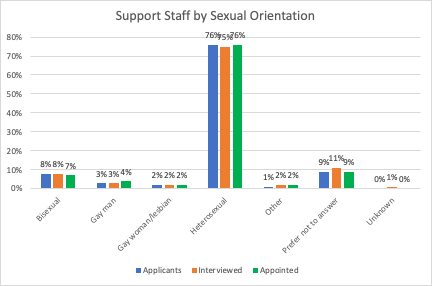 Support Staff by Sexual Orientation
80%
70%
60%
50%
40%
30%
20%
10%
0%
8% 8% 7%
3% 3% 4%
2% 2% 2%
76% 75% 76%
1% 2% 2%
9% 11% 9%
0% 1% 0%
Bisexual
Gay man
Gay woman/lesbian
Heterosexual
Other
Prefer not to answer
Unknown
Applicants Interviewed Appointed